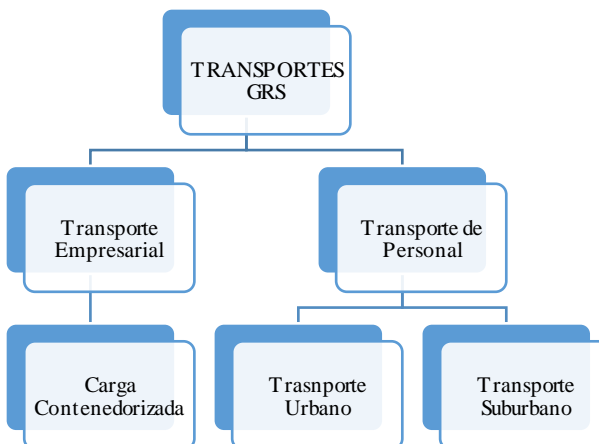 TRANSPORTES
GRS
Transporte
Empresarial
Transporte de
Personal
Carga
Contenedorizada
Trasnporte
Urbano
Transporte
Suburbano